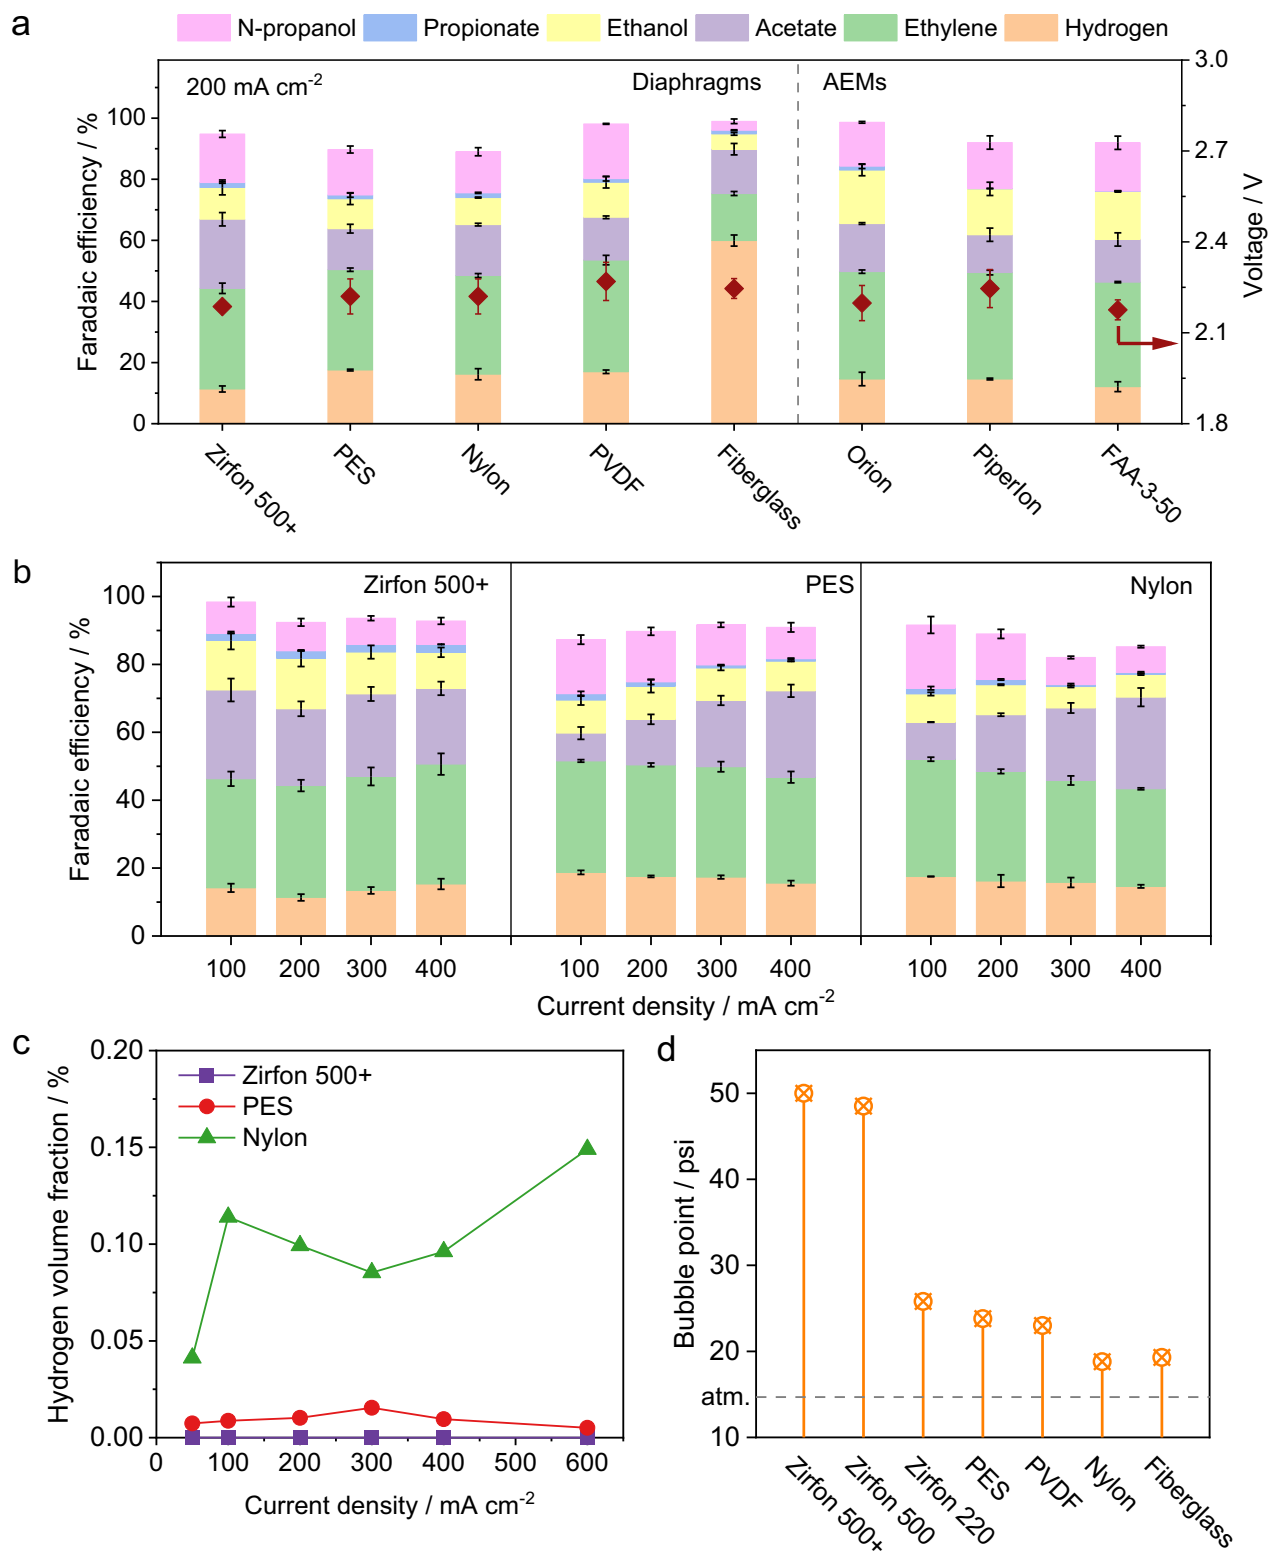 a
N-propanol Propionate Ethanol Acetate Ethylene Hydrogen
200 mA cm-2 Diaphragms AEMs
Faradaic efficiency / %
100
80
60
40
20
0
3.0
2.7
2.4
2.1
1.8
Voltage / V
Zirfon 500+ PES Nylon PVDF Fiberglass Orion PiperIon FAA-3-50
b
Zirfon 500+ PES Nylon
Faradaic efficiency / %
100
80
60
40
20
0
100 200 300 400 100 200 300 400 100 200 300 400
Current density / mA cm-2
c
Hydrogen volume fraction / %
0.20
0.15
0.10
0.05
0.00
Zirfon 500+
PES
Nylon
0 100 200 300 400 500 600
Current density / mA cm-2
d
Bubble point / psi
50
40
30
20
atm.
10
Zirfon 500+ Zirfon 500 Zirfon 220 PES PVDF Nylon Fiberglass